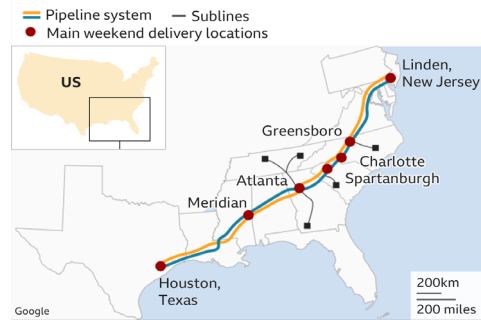 Pipeline system
Sublines
Main weekend delivery locations
US
Linden,
New Jersey
Greensboro
Charlotte
Spartanburgh
Atlanta
Meridian
Houston,
Texas
200km
200 miles
Google